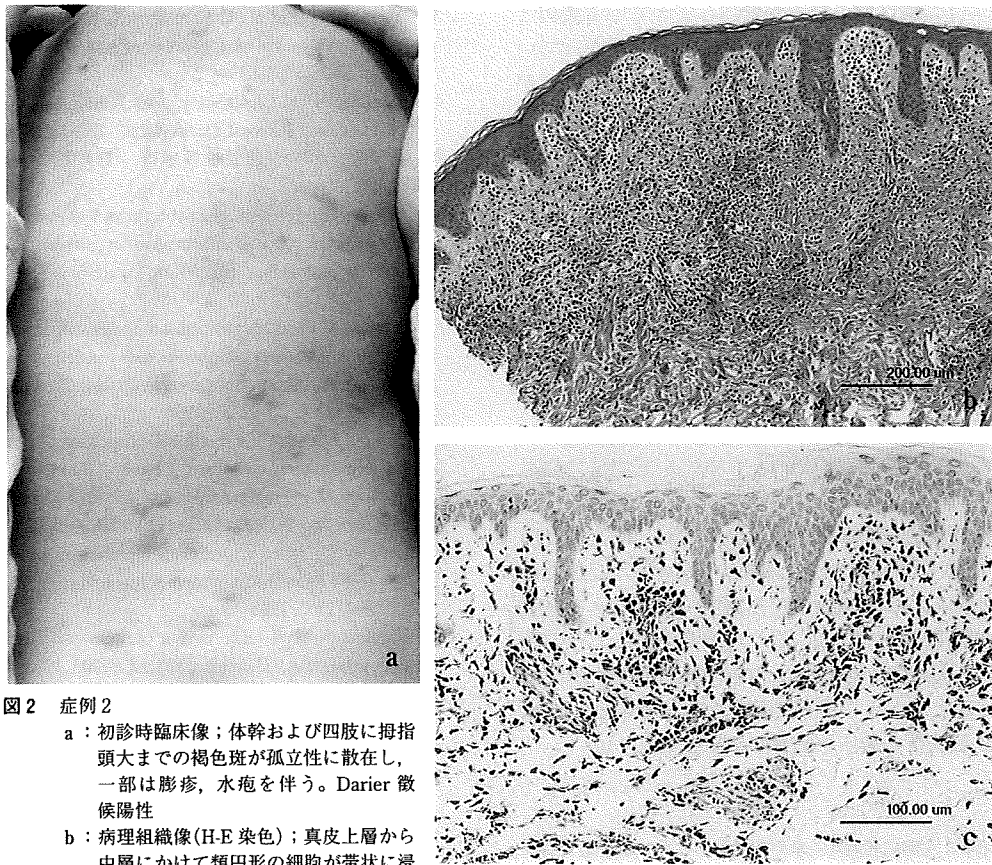 a
200.00 um
b
100.00 um
c
図2 症例2
a：初診時臨床像；体幹および四肢に拇指
頭大までの褐色斑が孤立性に散在し，
一部は膨疹，水疱を伴う。Darier 徴
候陽性
b：病理組織像(H-E 染色)；真皮上層から
中層にかけて類円形の細胞が帯状に浸